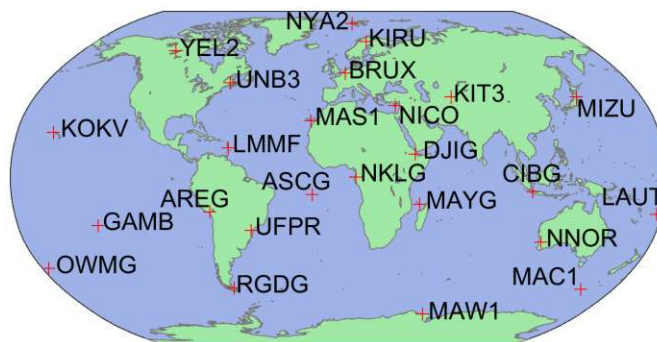 NYA2
KIRU
YEL2
BRUX
UNB3
KIT3
MAS1
NICO
MIZU
KOKV
LMMF
DJIG
ASCG
NKLG
CIBG
AREG
MAYG
LAUT
GAMB
UFPR
NNOR
OWMG
RGDG
MAC1
MAW1